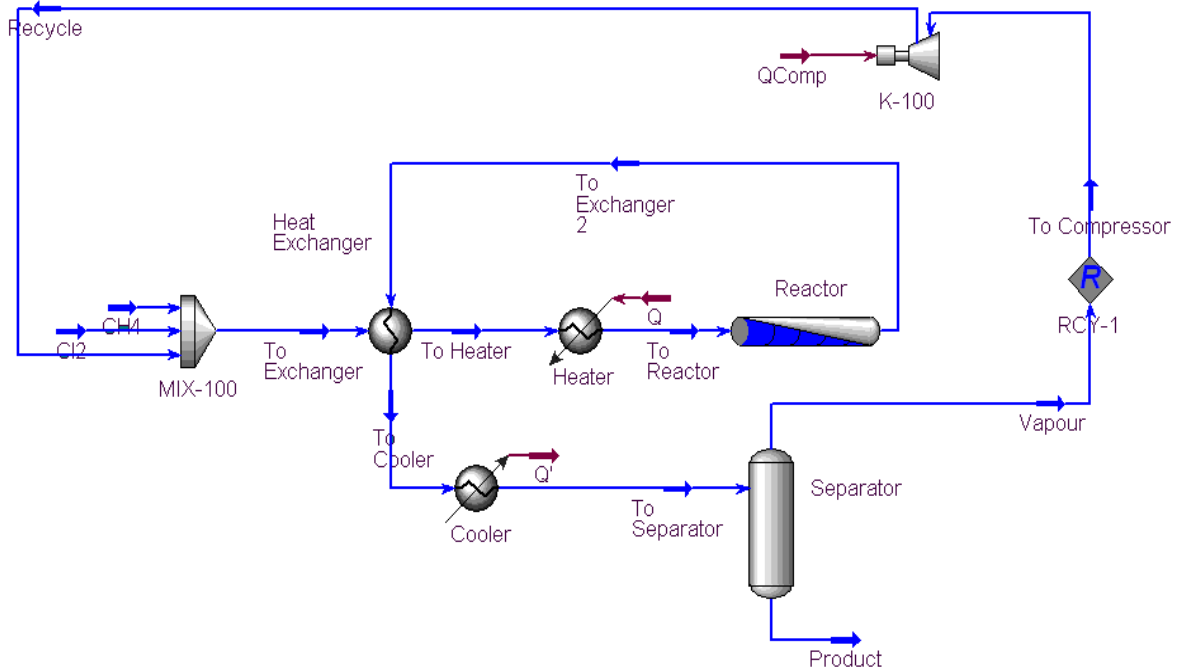 Recycle
QComp
K-100
To
Exchanger
2
Heat
Exchanger
To Compressor
R
RCY-1
Reactor
CH4
Cl2
To
Exchanger
To Heater
Q
To
Reactor
Heater
MIX-100
Vapour
To
Cooler
Q'
Separator
To
Separator
Cooler
Product